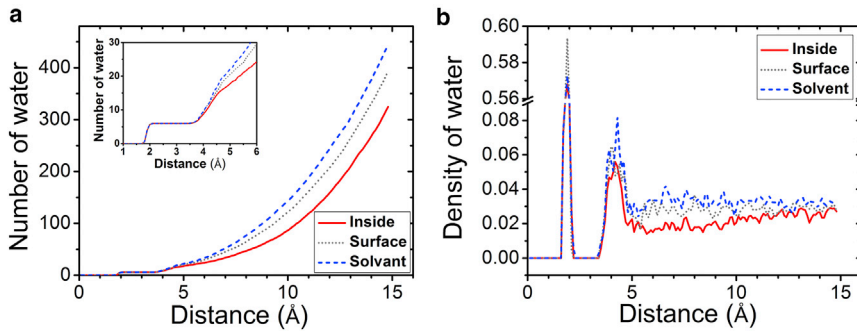 a
Number of water
400
300
200
100
0
0
5
10
15
Distance (Å)
Number of water
30
20
10
0
1
2
3
4
5
6
Distance (Å)
Inside
Surface
Solvant
b
Density of water
0.60
0.58
0.56
0.08
0.06
0.04
0.02
0.00
0
5
10
15
Distance (Å)
Inside
Surface
Solvent